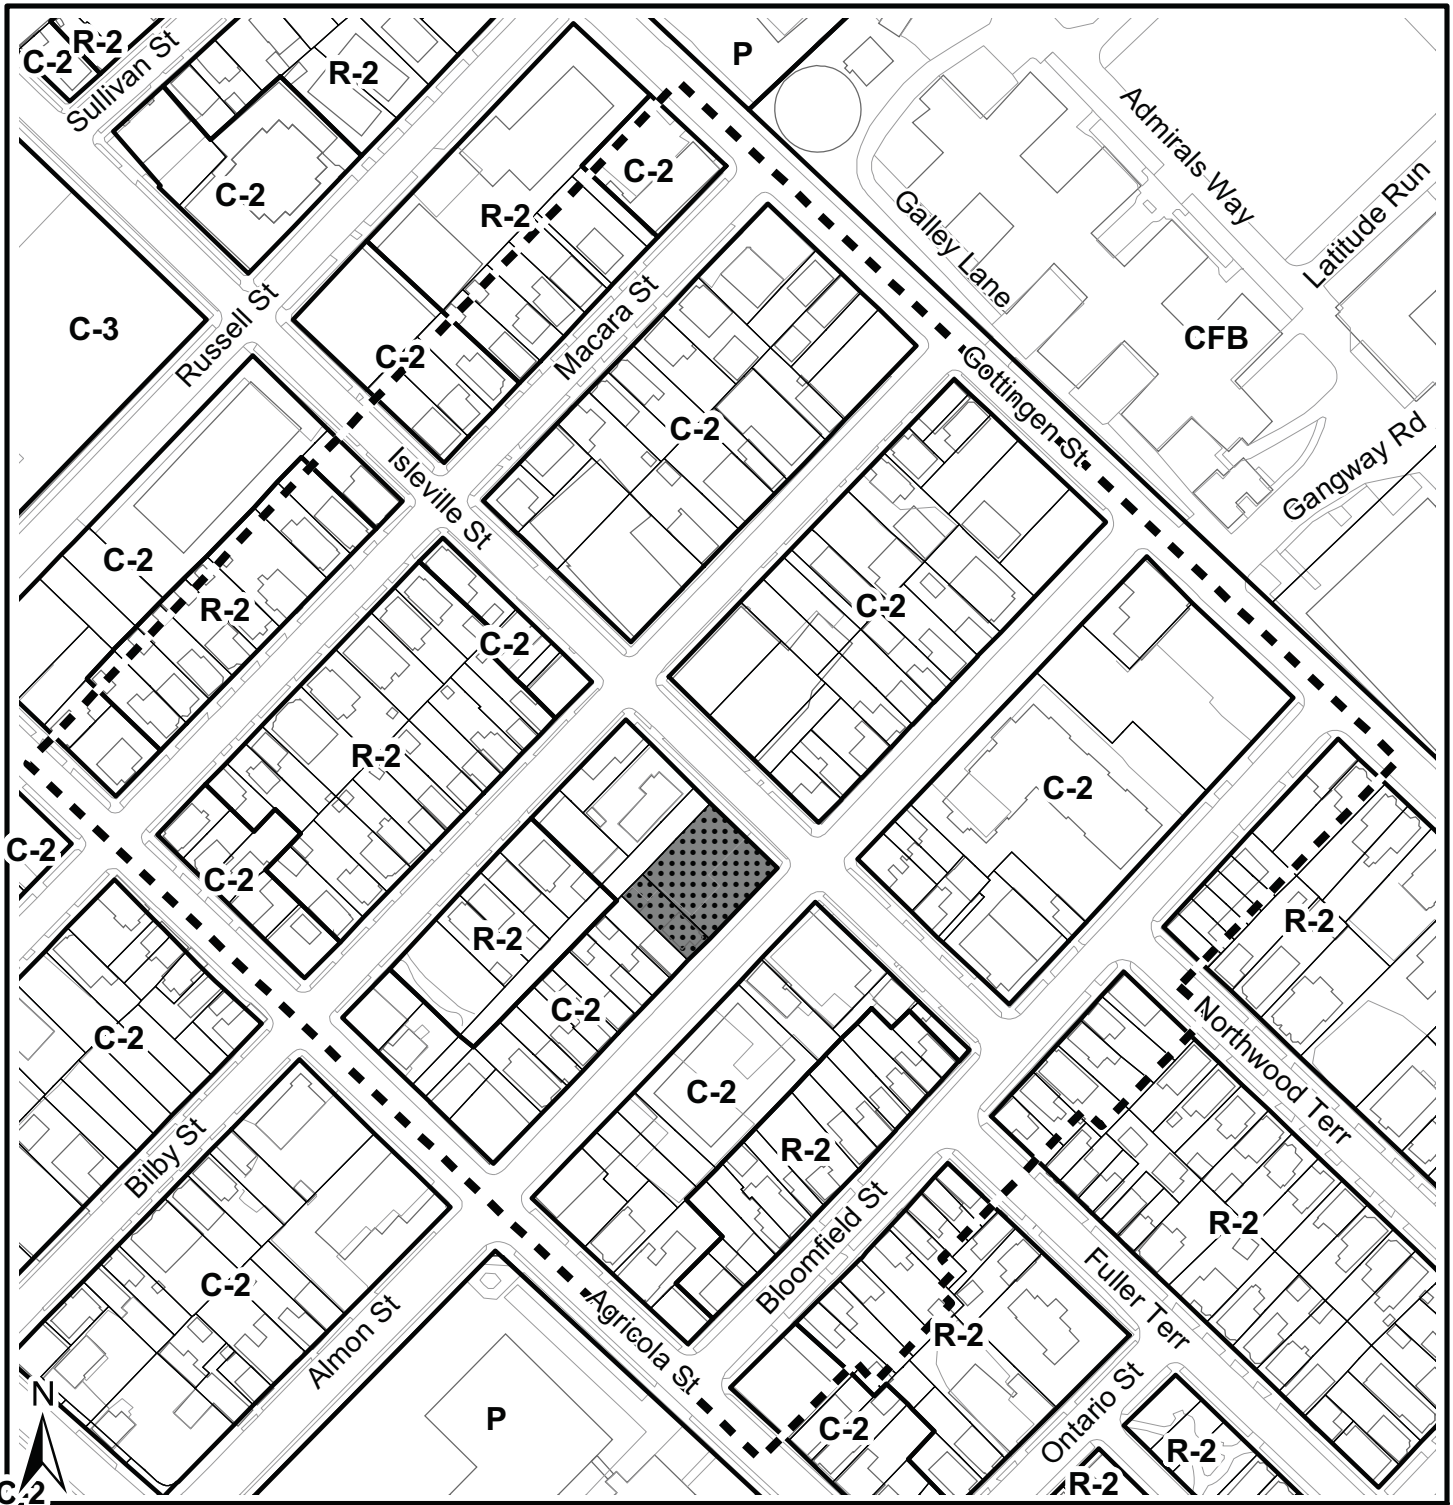 R-2
C-2
Sullivan St
R-2
P
Admirals Way
C-2
C-2
R-2
Galley Lane
Latitude Run
C-3
Russell St
Macara St
C-2
CFB
Gottingen St
C-2
Isleville St
Gangway Rd
C-2
R-2
C-2
C-2
R-2
C-2
C-2
C-2
R-2
R-2
C-2
C-2
Northwood Terr
C-2
R-2
Bilby St
Bloomfield St
R-2
C-2
Fuller Terr
Almon St
Agricola St
R-2
Ontario St
N
P
C-2
R-2
R-2
C-2